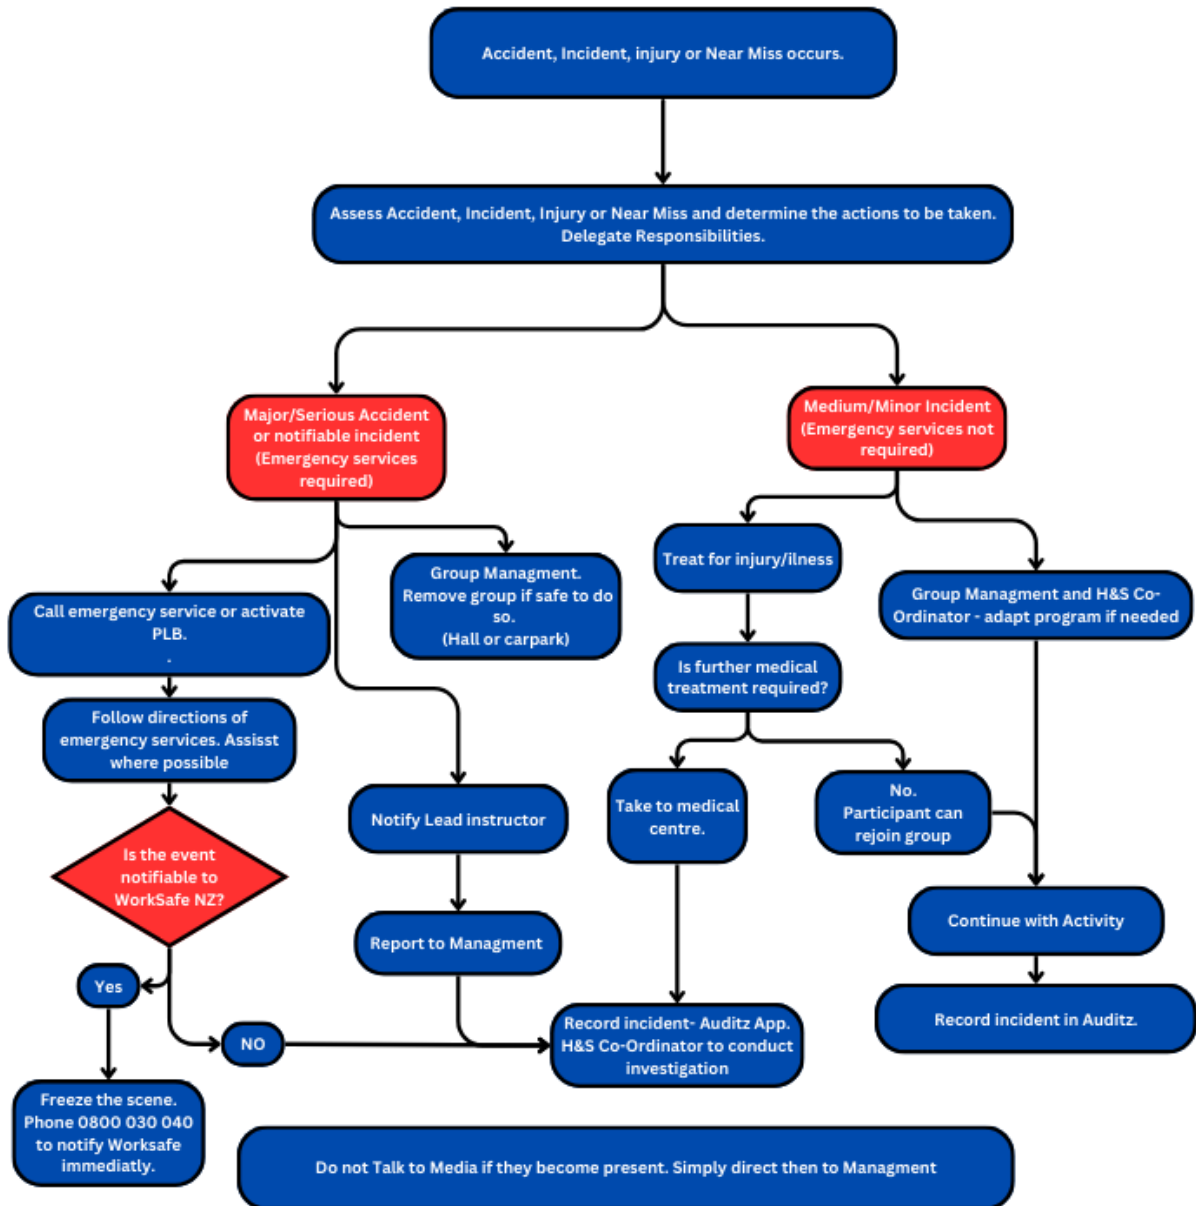 Accident, Incident, injury or Near Miss occurs.
Assess Accident, Incident, Injury or Near Miss and determine the actions to be taken.
Delegate Responsibilities.
Major/Serious Accident
or notifiable incident
(Emergency services
required)
Medium/Minor Incident
(Emergency services not
required)
Call emergency service or activate
PLB.
.
Follow directions of
emergency services. Assisst
where possible
Is the event
notifiable to
WorkSafe NZ?
Yes
NO
Freeze the scene.
Phone 0800 030 040
to notify Worksafe
immediatly.
Group Managment.
Remove group if safe to do
so.
(Hall or carpark)
Notify Lead instructor
Report to Managment
Treat for injury/ilness
Is further medical
treatment required?
Take to medical
centre.
No.
Participant can
rejoin group
Record incident- Auditz App.
H&S Co-Ordinator to conduct
investigation
Group Managment and H&S Co-
Ordinator - adapt program if needed
Continue with Activity
Record incident in Auditz.
Do not Talk to Media if they become present. Simply direct then to Managment